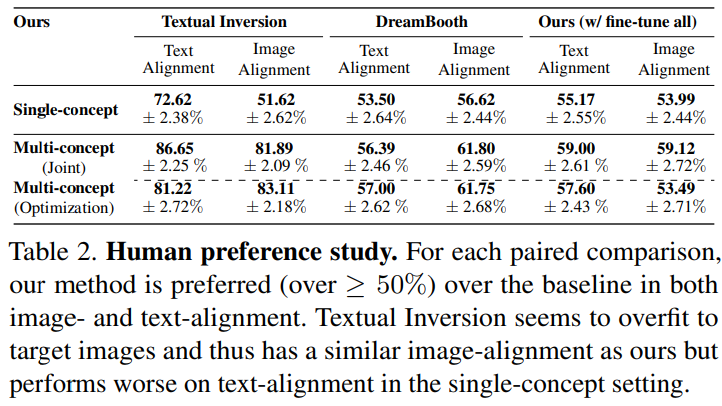 Ours Textual Inversion DreamBooth Ours (w/ fine-tune all)
Text Image Text Image Text Image
Alignment Alignment Alignment Alignment Alignment Alignment
Single-concept 72.62 51.62 53.50 56.62 55.17 53.99
± 2.38% ± 2.62% ± 2.64% ± 2.44% ± 2.55% ± 2.44%
Multi-concept 86.65 81.89 56.39 61.80 59.00 59.12
(Joint) ± 2.25 % ± 2.09 % ± 2.46 % ± 2.59% ± 2.61 % ± 2.72%
Multi-concept 81.22 83.11 57.00 61.75 57.60 53.49
(Optimization) ± 2.72% ± 2.18% ± 2.62 % ± 2.68% ± 2.43 % ± 2.71%
Table 2. Human preference study. For each paired comparison,
our method is preferred (over ≥ 50%) over the baseline in both
image- and text-alignment. Textual Inversion seems to overfit to
target images and thus has a similar image-alignment as ours but
performs worse on text-alignment in the single-concept setting.